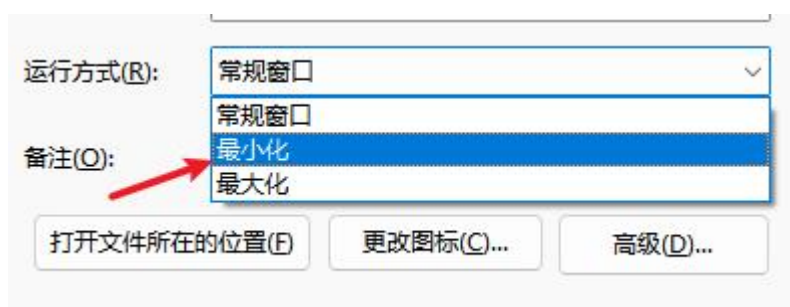 运行方式(R): 常规窗口
常规窗口
备注(O): 最小化
最大化
打开文件所在的位置(F) 更改图标(C)... 高级(D)...